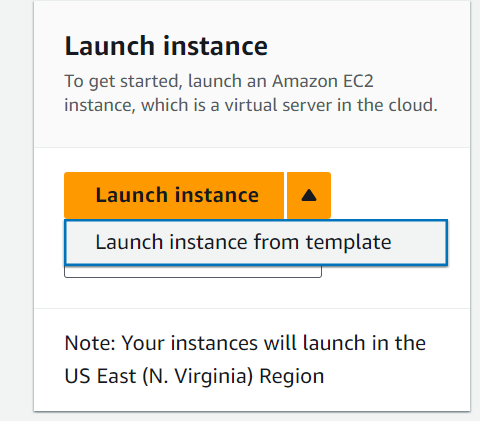 Launch instance
To get started, launch an Amazon EC2
instance, which is a virtual server in the cloud.
Launch instance
Launch instance from template
Note: Your instances will launch in the
US East (N. Virginia) Region